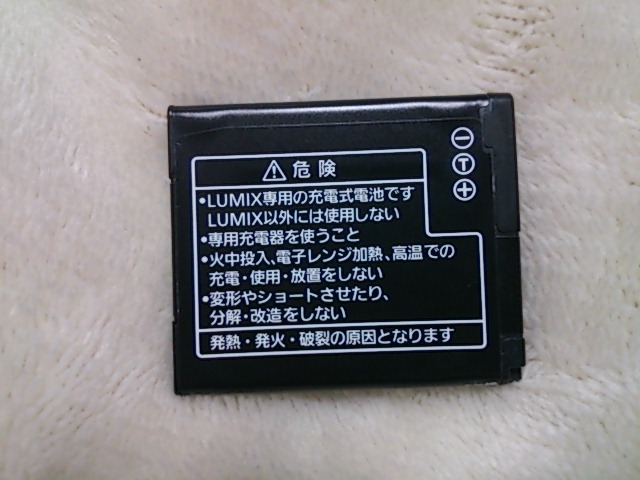 ⚠危険
•LUMIX専用の充電式電池です
LUMIX以外には使用しない
•専用充電器を使うこと
•火中投入、電子レンジ加熱、高温での
充電・使用・放置をしない
•変形やショートさせたり、
分解・改造をしない
発熱・発火・破裂の原因となります
⊖
Ⓣ
⊕